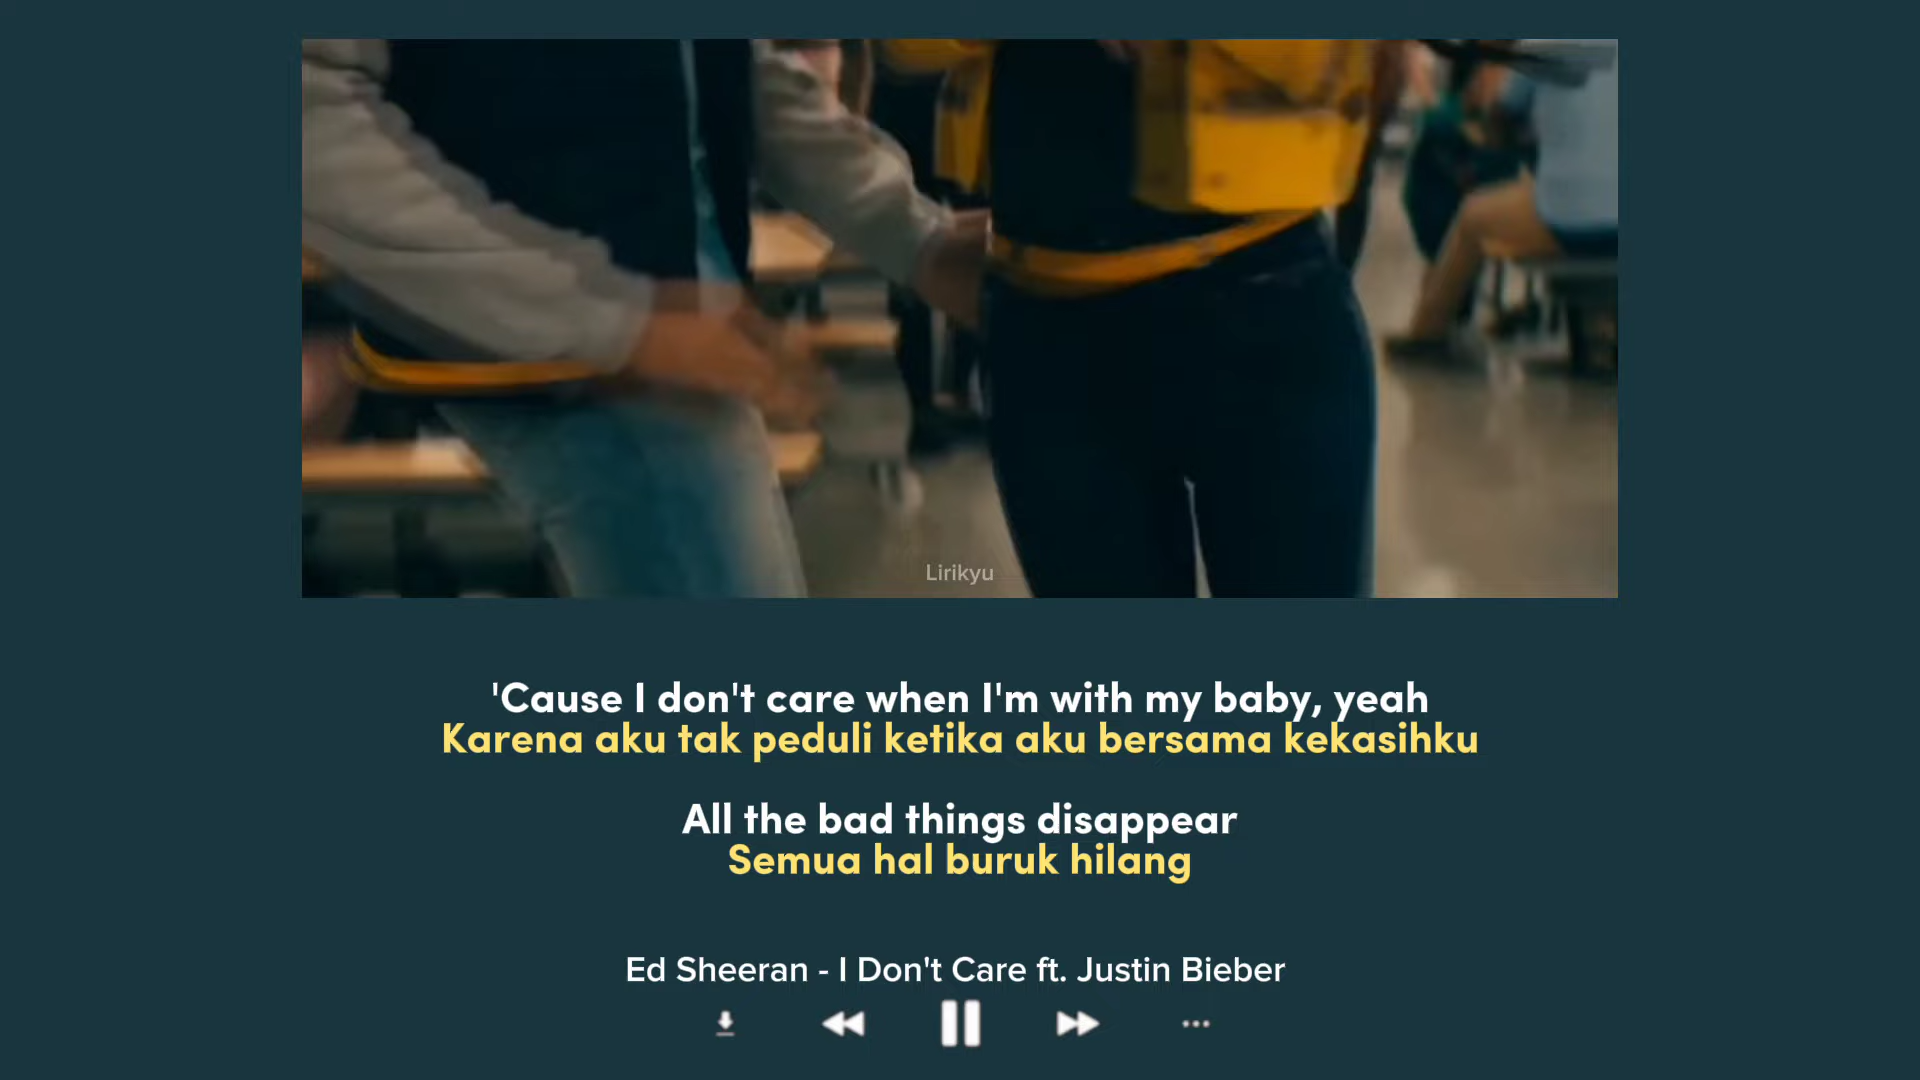 Lirikyu
'Cause I don't care when I'm with my baby, yeah
Karena aku tak peduli ketika aku bersama kekasihku
All the bad things disappear
Semua hal buruk hilang
Ed Sheeran - I Don't Care ft. Justin Bieber